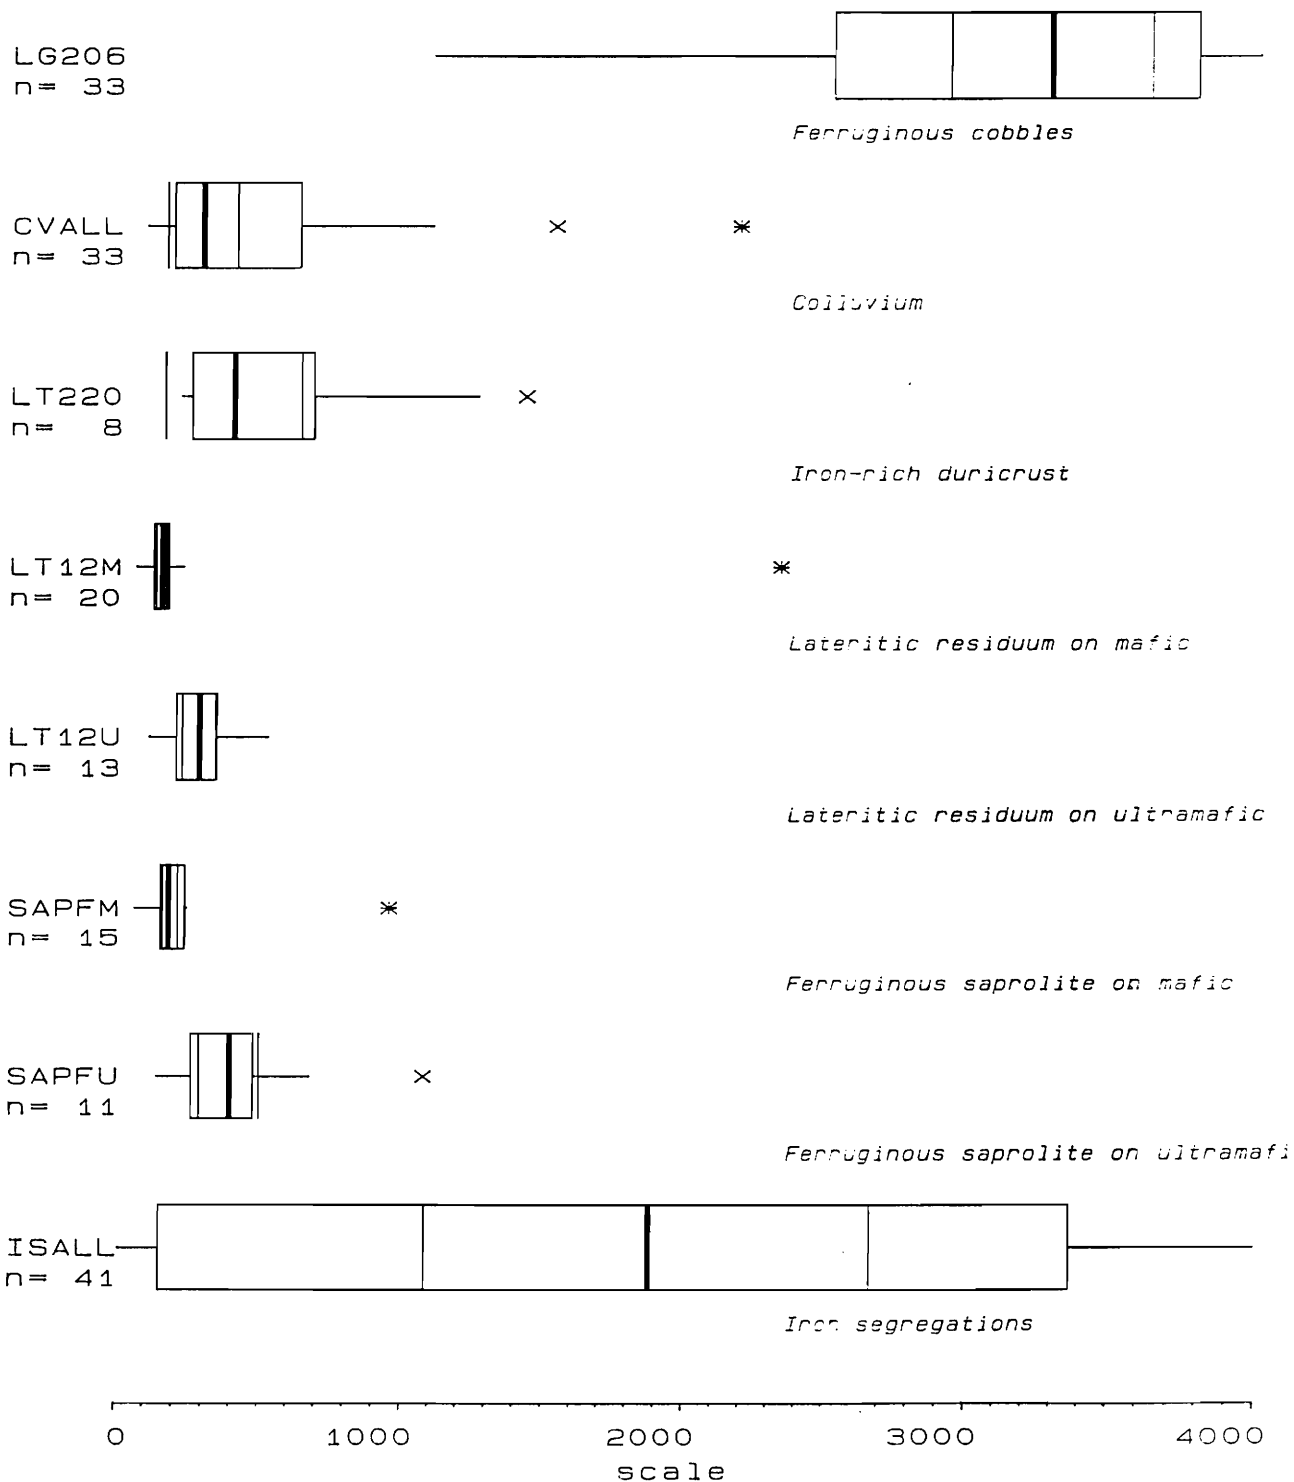 LG206
n= 33
Ferruginous cobbles
CVALL
n= 33
Colluvium
LT220
n= 8
Iron-rich duricrust
LT12M
n= 20
Lateritic residuum on mafic
LT12U
n= 13
Lateritic residuum on ultramafic
SAPFM
n= 15
Ferruginous saprolite on mafic
SAPFU
n= 11
Ferruginous saprolite on ultramafi
ISALL
n= 41
Iron segregations
0 1000 2000 3000 4000
scale